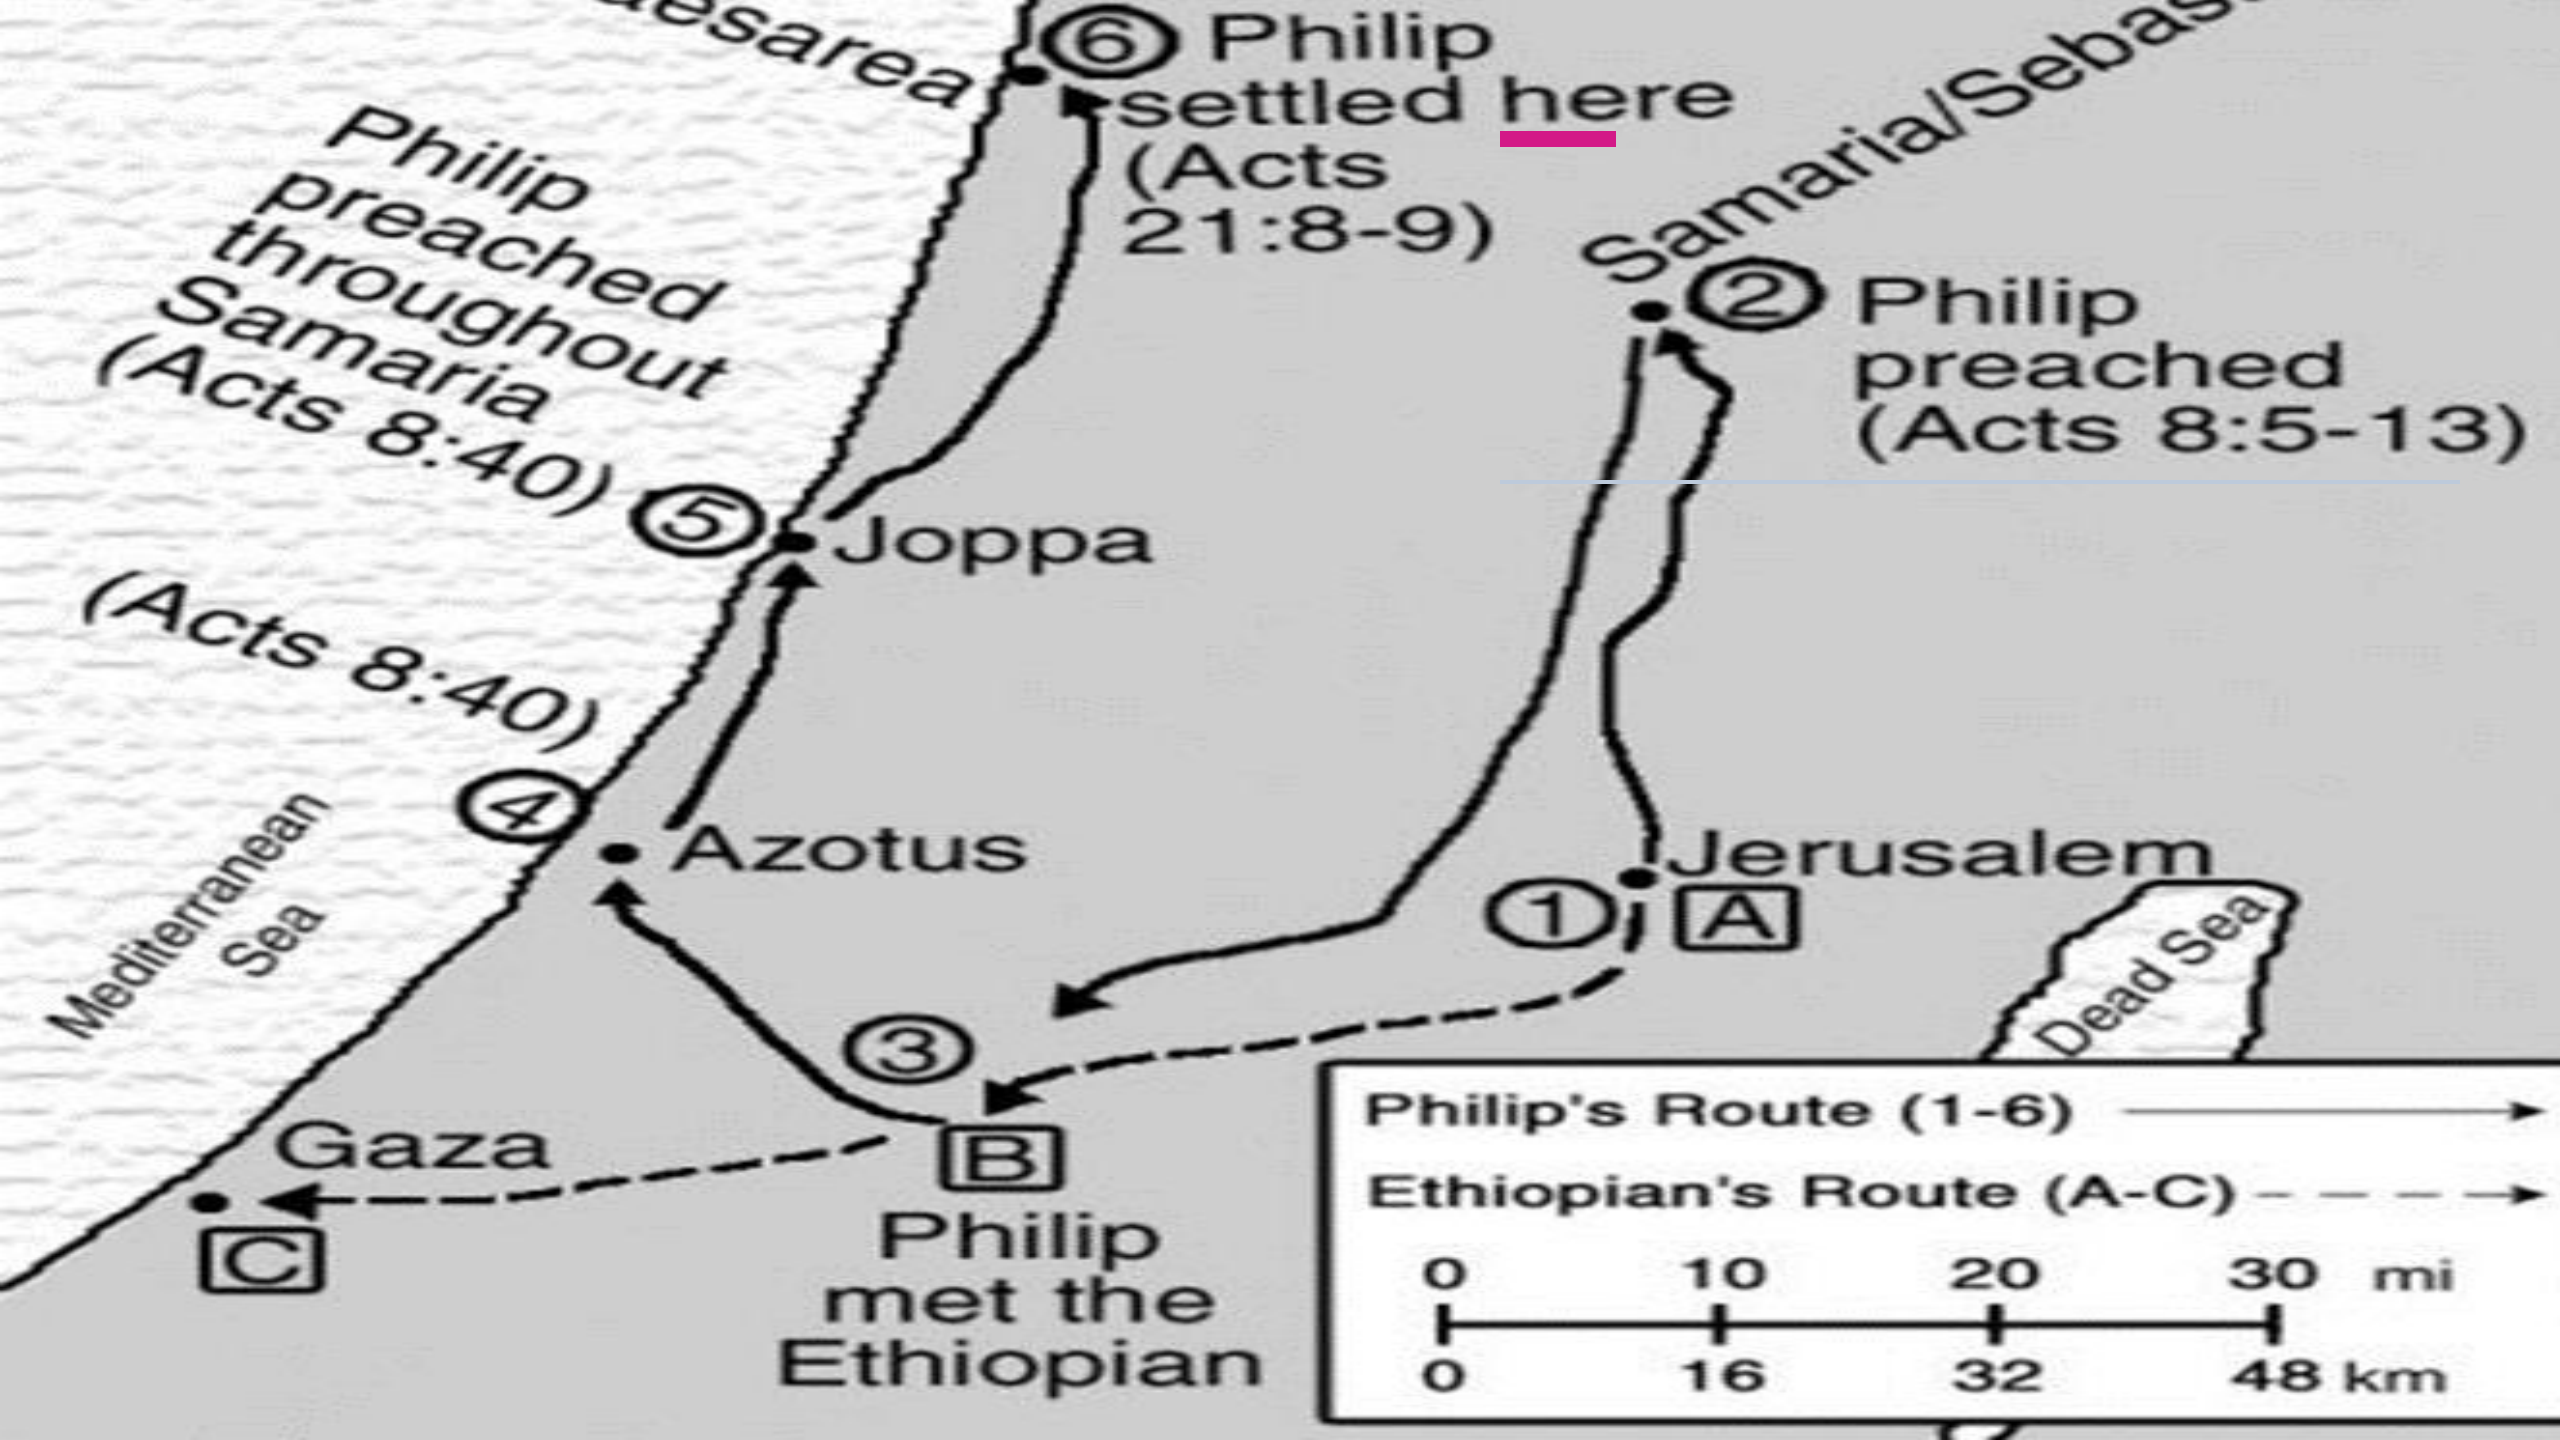 6 Philip
settled here
(Acts
21:8-9)
Philip
preached
throughout
Samaria
(Acts 8:40)
5
Joppa
2 Philip
preached
(Acts 8:5-13)
(Acts 8:40)
4
Azotus
Mediterranean
Sea
Jerusalem
1 A
Dead Sea
3
B
Philip
met the
Ethiopian
Gaza
C
Philip's Route (1-6)
Ethiopian's Route (A-C)
0 10 20 30 mi
0 16 32 48 km